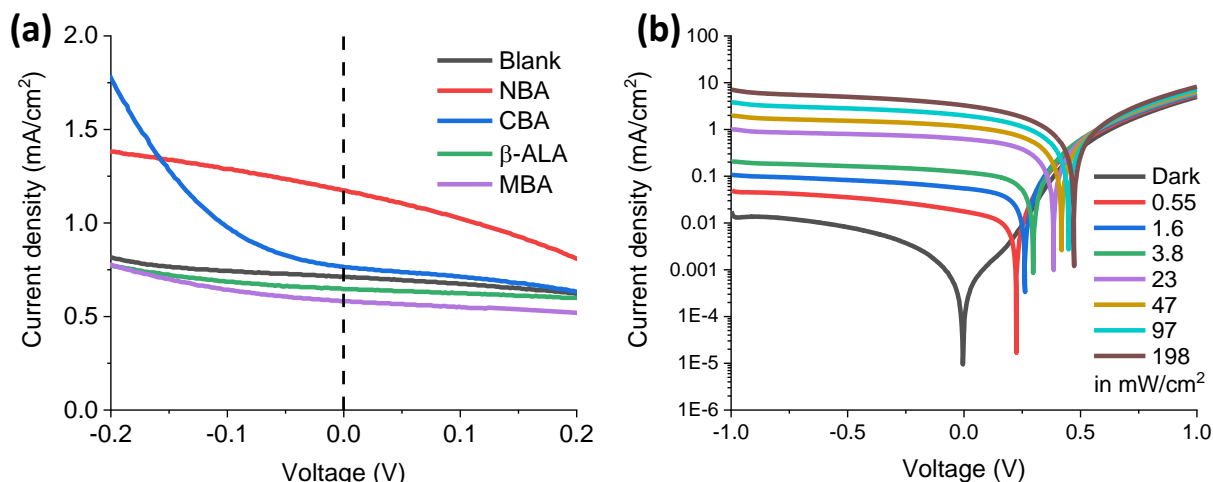 (a)
Current density (mA/cm²)
2.0
1.5
1.0
0.5
0.0
-0.2
-0.1
0.0
0.1
0.2
Voltage (V)
Blank
NBA
CBA
β-ALA
MBA
(b)
Current density (mA/cm²)
100
10
1
0.1
0.01
0.001
1E-4
1E-5
1E-6
-1.0
-0.5
0.0
0.5
1.0
Voltage (V)
Dark
0.55
1.6
3.8
23
47
97
198
in mW/cm²